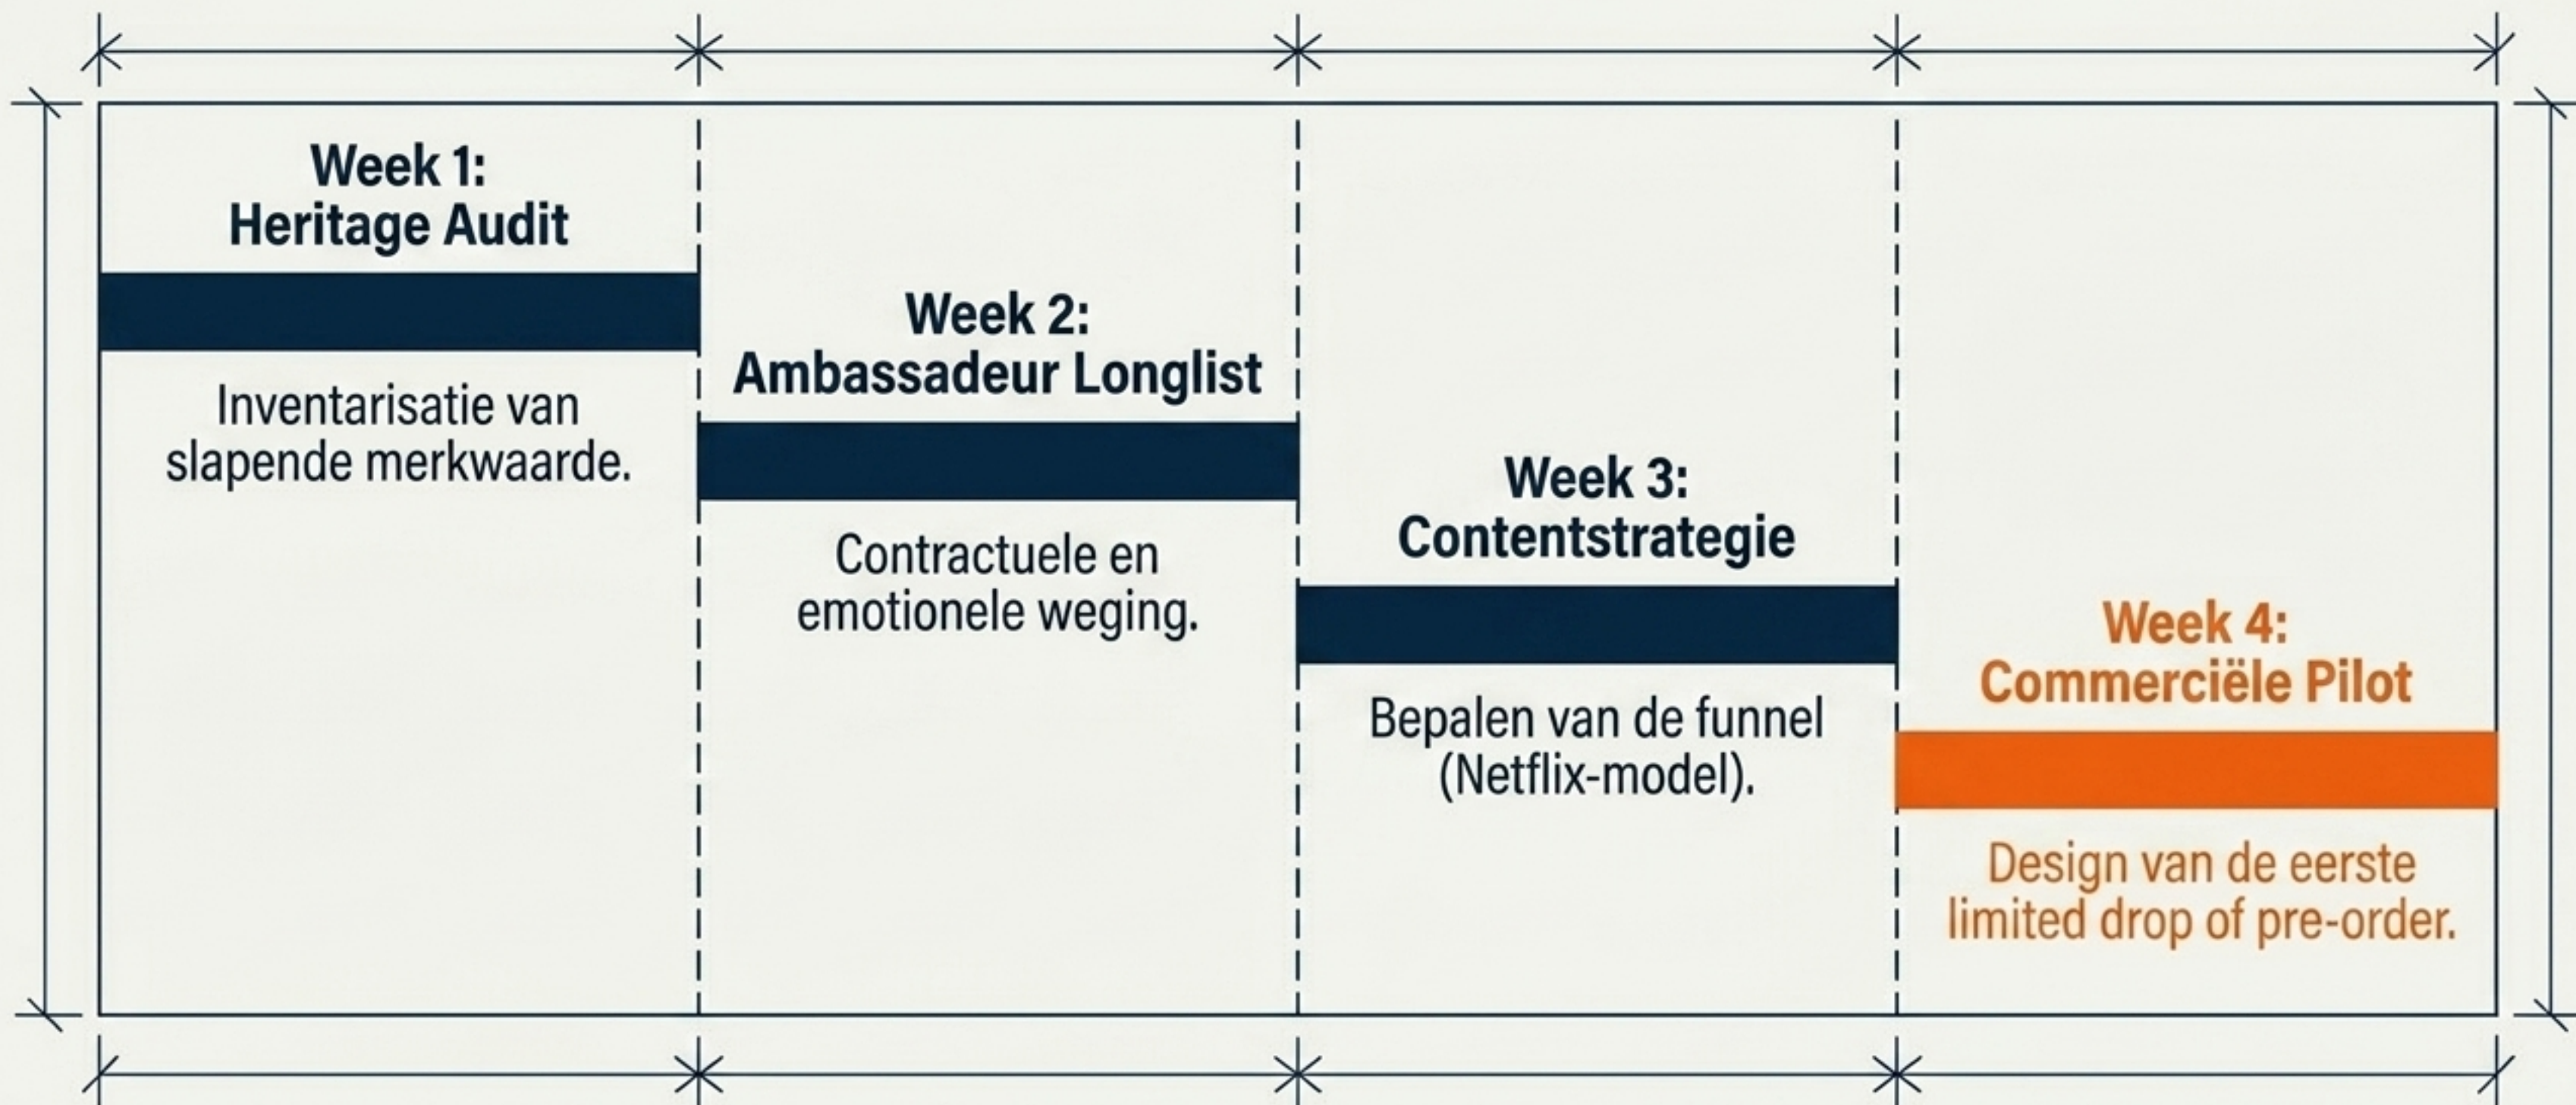 Week 1:
Heritage Audit
Inventarisatie van
slapende merkwaarde.
Week 2:
Ambassadeur Longlist
Contractuele en
emotionele weging.
Week 3:
Contentstrategie
Bepalen van de funnel
(Netflix-model).
Week 4:
Commerciële Pilot
Design van de eerste
limited drop of pre-order.